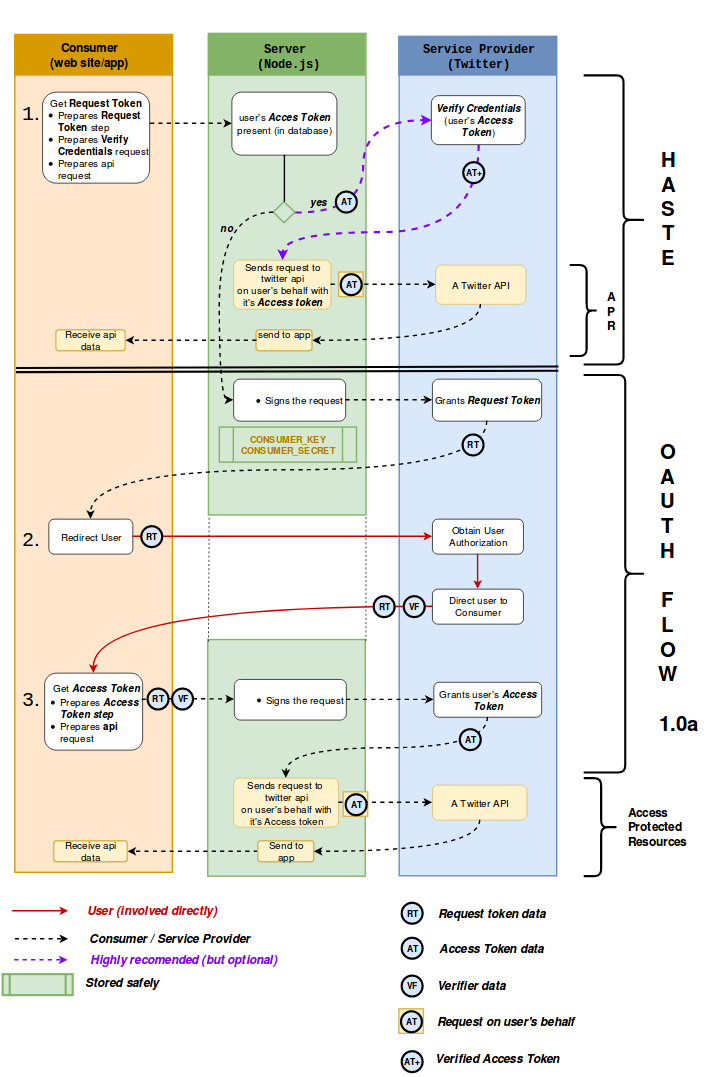 Consumer
(web site/app)
Server
(Node.js)
Service Provider
(Twitter)
1.
Get Request Token
• Prepares Request
Token step
• Prepares Verify
Credentials request
• Prepares api
request
user's Acces Token
present (in database)
Verify Credentials
(user's Access
Token)
AT+
yes
AT
no
Sends request to
twitter api
on user's behalf with
it's Access token
AT
A Twitter API
Receive api
data
send to app
H
A
S
T
E
A
P
R
• Signs the request
Grants Request Token
CONSUMER_KEY
CONSUMER_SECRET
RT
2.
Redirect User
RT
Obtain User
Authorization
RT
VF
Direct user to
Consumer
O
A
U
T
H
F
L
O
W
1.0a
3.
Get Access Token
• Prepares Access
Token step
• Prepares api
request
RT
VF
• Signs the request
Grants user's Access
Token
AT
Sends request to
twitter api
on user's behalf with
it's Access token
AT
A Twitter API
Receive api
data
Send to
app
Access
Protected
Resources
User (involved directly)
Consumer / Service Provider
Highly recomended (but optional)
Stored safely
RT
Request token data
AT
Access Token data
VF
Verifier data
AT
Request on user's behalf
AT+
Verified Access Token